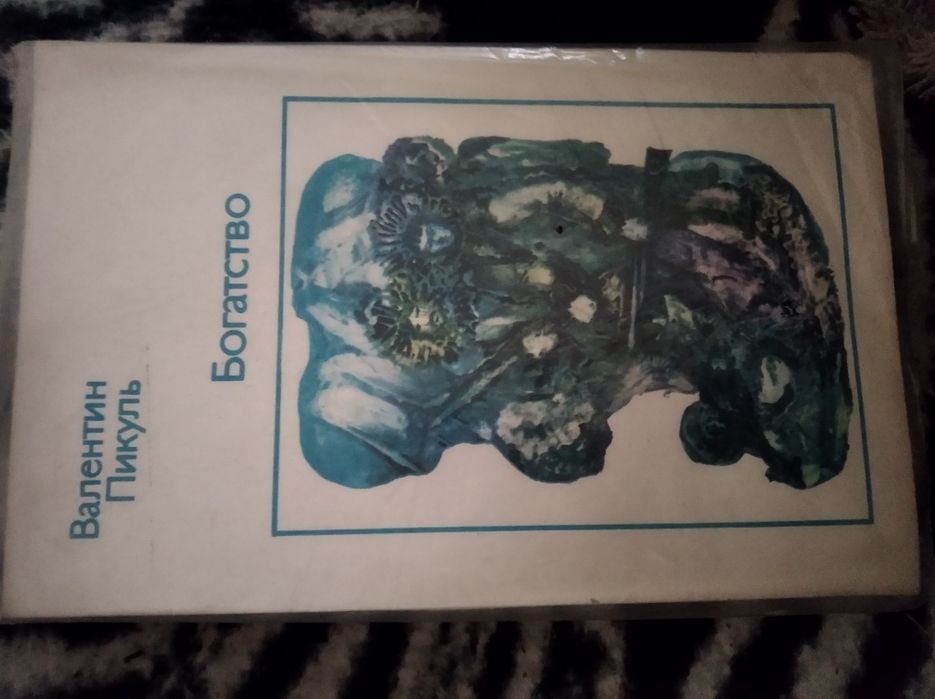 Валентин
Пикуль
Богатство